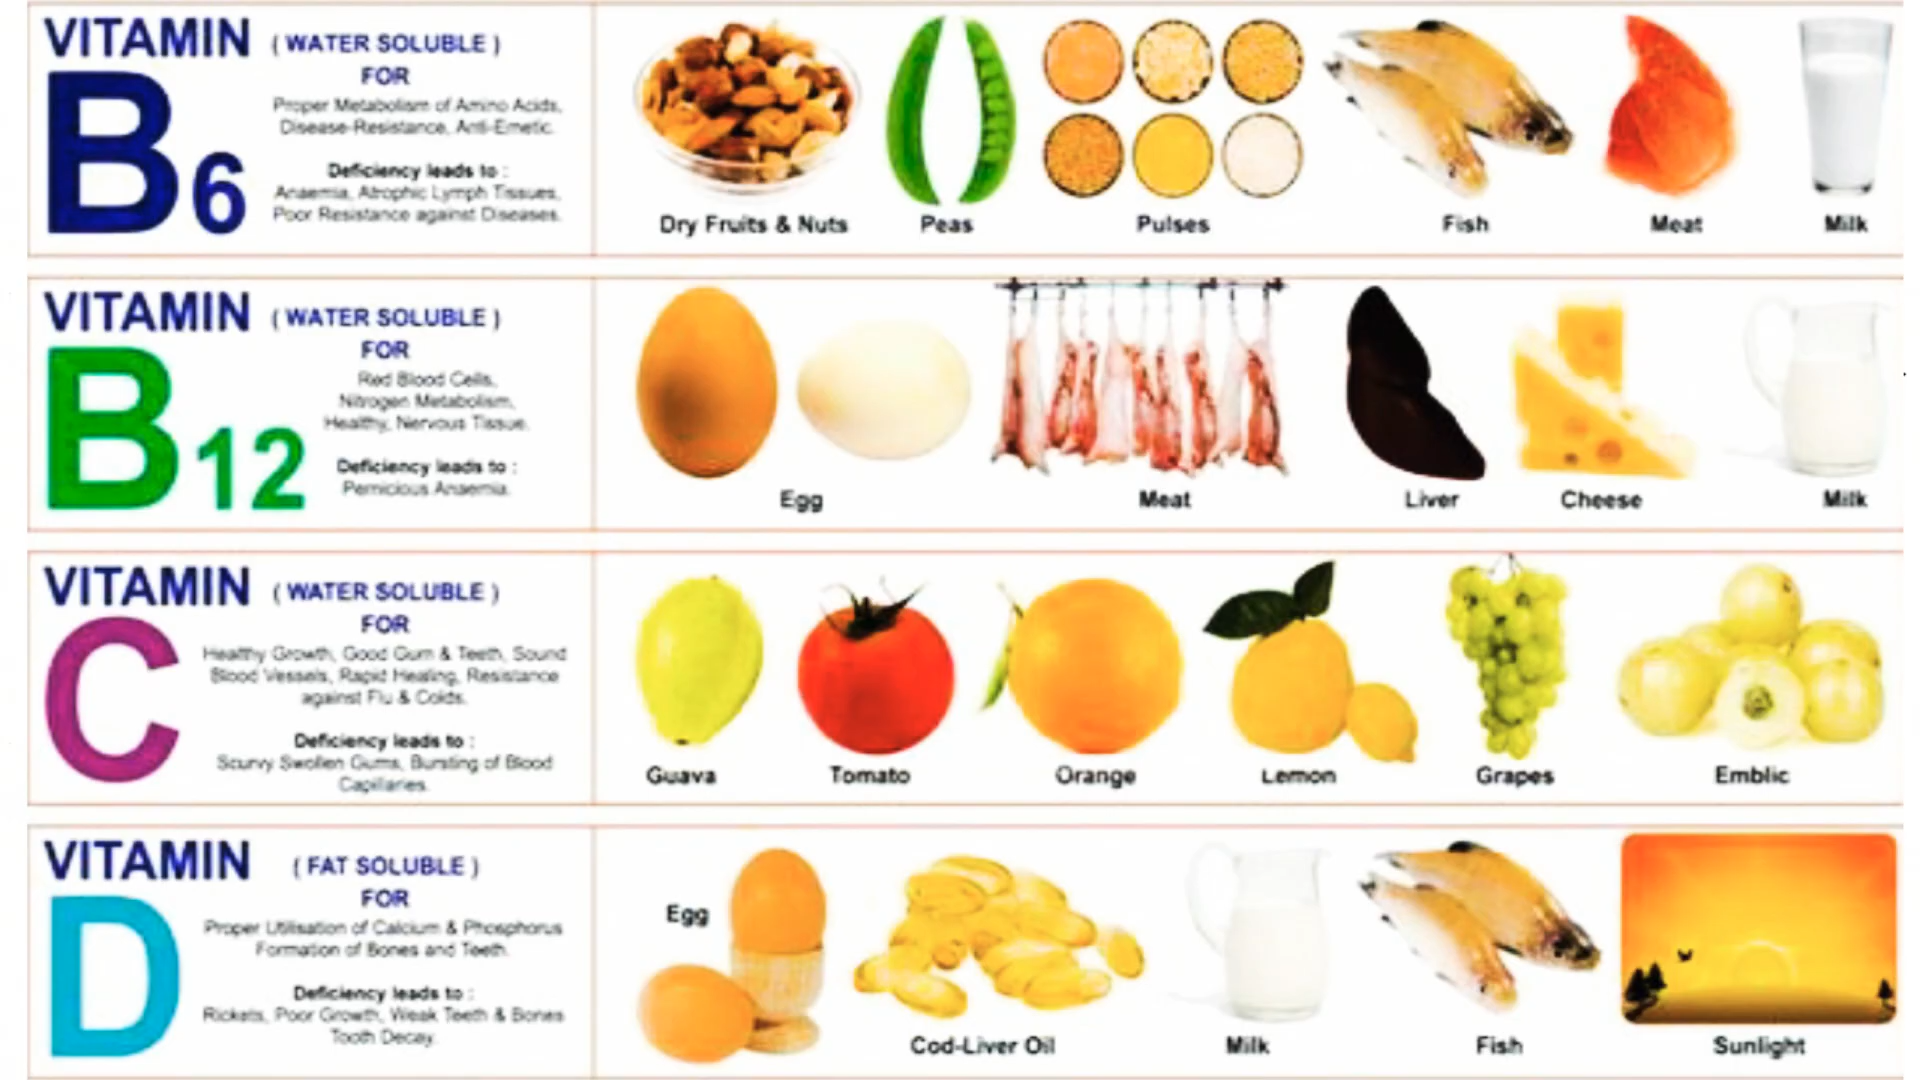 VITAMIN ( WATER SOLUBLE )
FOR
B6
Proper Metabolism of Amino Acids,
Disease-Resistance, Anti-Emetic.
Deficiency leads to :
Anaemia, Atrophic Lymph Tissues,
Poor Resistance against Diseases.
Dry Fruits & Nuts Peas Pulses Fish Meat Milk
VITAMIN ( WATER SOLUBLE )
FOR
B12
Red Blood Cells,
Nitrogen Metabolism,
Healthy, Nervous Tissue.
Deficiency leads to :
Pernicious Anaemia.
Egg Meat Liver Cheese Milk
VITAMIN ( WATER SOLUBLE )
FOR
C
Healthy Growth, Good Gum & Teeth, Sound
Blood Vessels, Rapid Healing, Resistance
against Flu & Colds.
Deficiency leads to :
Scurvy Swollen Gums, Bursting of Blood
Capillaries.
Guava Tomato Orange Lemon Grapes Emblic
VITAMIN ( FAT SOLUBLE )
FOR
D
Proper Utilisation of Calcium & Phosphorus
Formation of Bones and Teeth.
Deficiency leads to :
Rickets, Poor Growth, Weak Teeth & Bones
Tooth Decay.
Egg
Cod-Liver Oil Milk Fish Sunlight